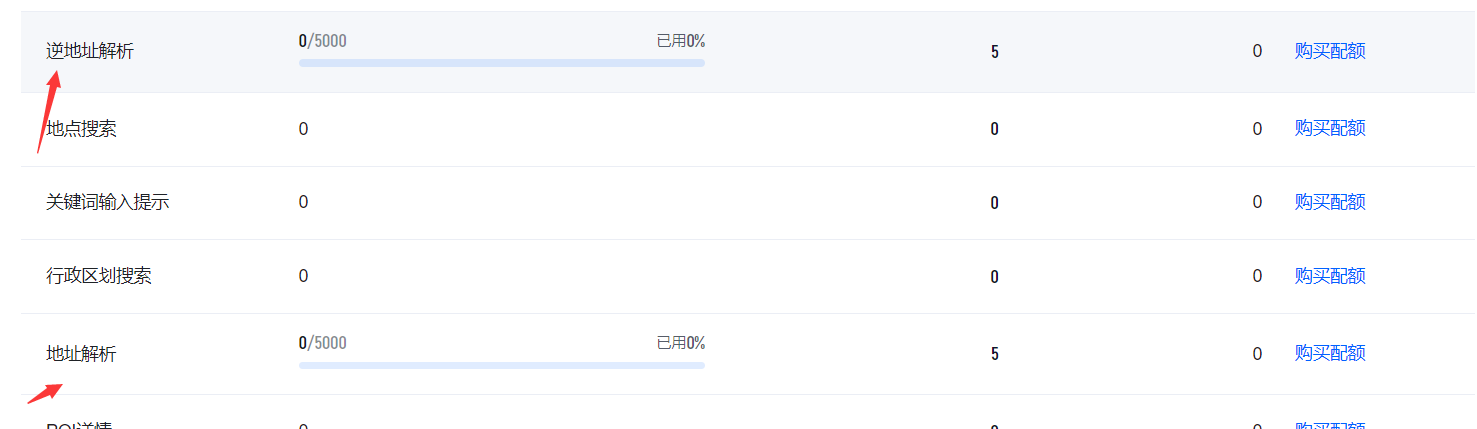 逆地址解析 0/5000 已用0% 5 0 购买配额
地点搜索 0 0 0 购买配额
关键词输入提示 0 0 0 购买配额
行政区划搜索 0 0 0 购买配额
地址解析 0/5000 已用0% 5 0 购买配额
POI详情 0 0 0 购买配额